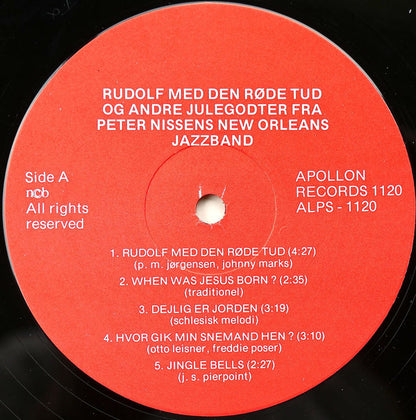 RUDOLF MED DEN RØDE TUD
OG ANDRE JULEGODTER FRA
PETER NISSENS NEW ORLEANS
JAZZBAND
Side A
ncb
All rights
reserved
APOLLON
RECORDS 1120
ALPS - 1120
1. RUDOLF MED DEN RØDE TUD (4:27)
(p. m. jørgensen, johnny marks)
2. WHEN WAS JESUS BORN ? (2:35)
(traditionel)
3. DEJLIG ER JORDEN (3:19)
(schlesisk melodi)
4. HVOR GIK MIN SNEMAND HEN ? (3:10)
(otto leisner, freddie poser)
5. JINGLE BELLS (2:27)
(j. s. pierpoint)